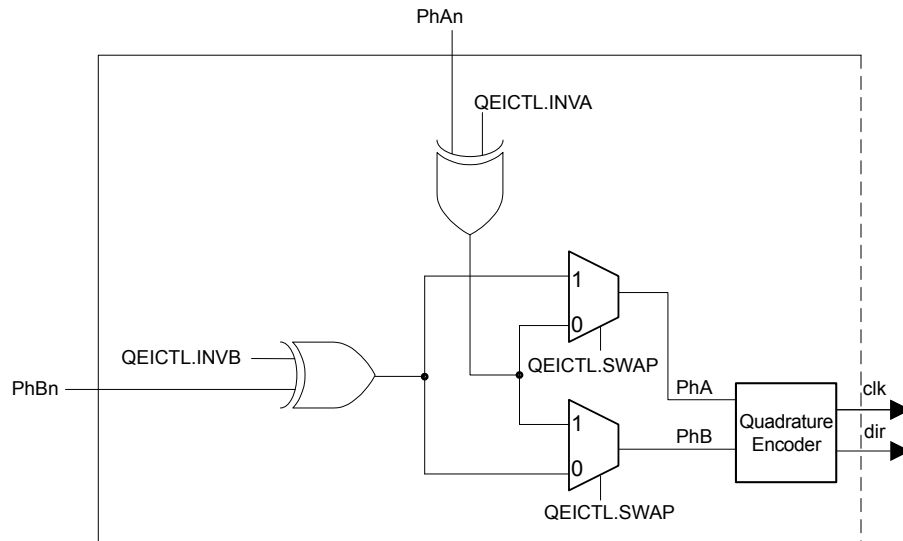 PhAn
QEICTL.INVA
1
0
QEICTL.INVB
QEICTL.SWAP
PhBn
PhA
clk
Quadrature
Encoder
dir
1
PhB
0
QEICTL.SWAP